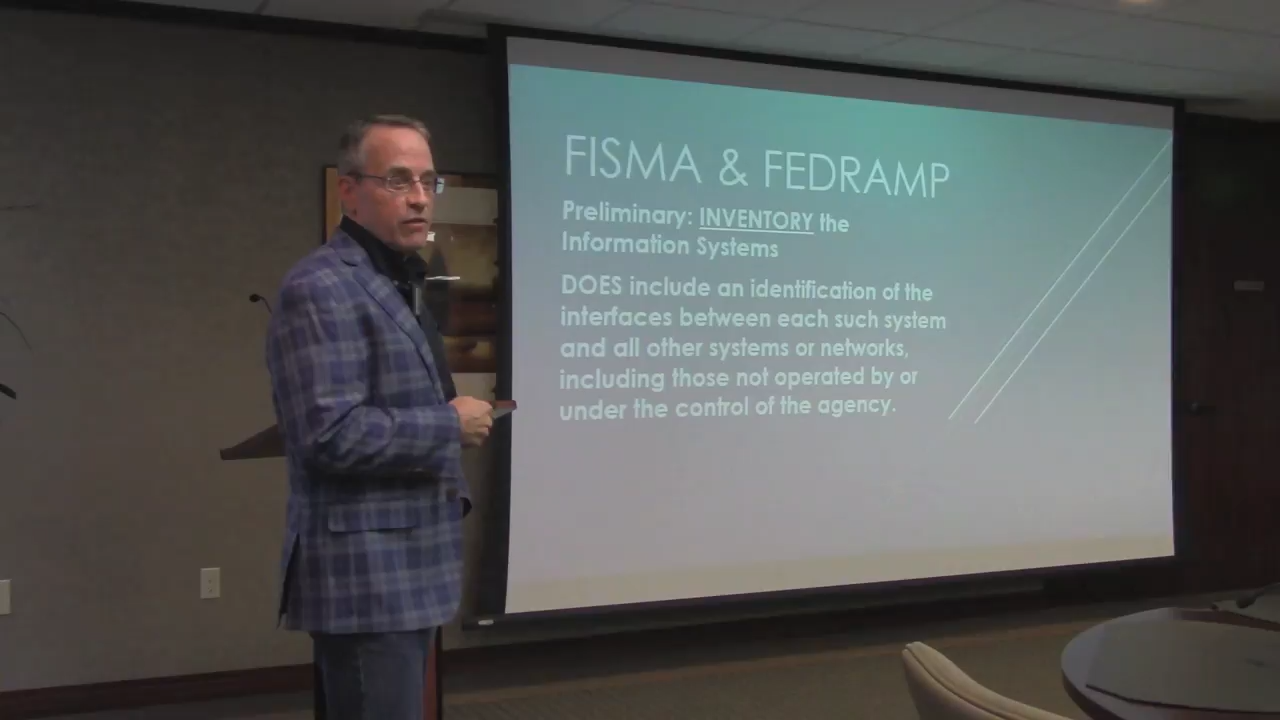 FISMA & FEDRAMP
Preliminary: INVENTORY the
Information Systems
DOES include an identification of the
interfaces between each such system
and all other systems or networks,
including those not operated by or
under the control of the agency.